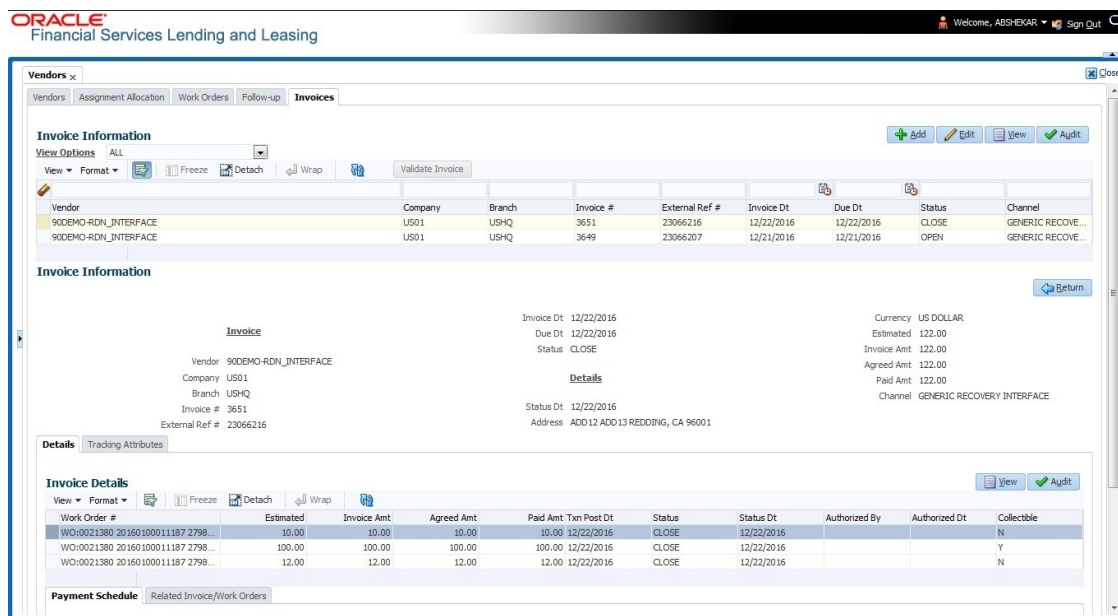 ORACLE
Financial Services Lending and Leasing
Welcome, ABSHEKAR Sign Out
Vendors x
Close
Vendors Assignment Allocation Work Orders Follow-up Invoices
Invoice Information
Add Edit View Audit
View Options ALL
View Format Freeze Detach Wrap Validate Invoice
Vendor Company Branch Invoice # External Ref # Invoice Dt Due Dt Status Channel
90DEMO-RDN_INTERFACE US01 USHQ 3651 23066216 12/22/2016 12/22/2016 CLOSE GENERIC RECOVE...
90DEMO-RDN_INTERFACE US01 USHQ 3649 23066207 12/21/2016 12/21/2016 OPEN GENERIC RECOVE...
Invoice Information
Return
Invoice
Vendor 90DEMO-RDN_INTERFACE
Company US01
Branch USHQ
Invoice # 3651
External Ref # 23066216
Invoice Dt 12/22/2016
Due Dt 12/22/2016
Status CLOSE
Details
Status Dt 12/22/2016
Address ADD12 ADD13 REDDING, CA 96001
Currency US DOLLAR
Estimated 122.00
Invoice Amt 122.00
Agreed Amt 122.00
Paid Amt 122.00
Channel GENERIC RECOVERY INTERFACE
Details Tracking Attributes
Invoice Details
View Audit
View Format Freeze Detach Wrap
Work Order # Estimated Invoice Amt Agreed Amt Paid Amt Txn Post Dt Status Status Dt Authorized By Authorized Dt Collectible
WO:0021380 20160100011187 2798... 10.00 10.00 10.00 10.00 12/22/2016 CLOSE 12/22/2016 N
WO:0021380 20160100011187 2798... 100.00 100.00 100.00 100.00 12/22/2016 CLOSE 12/22/2016 Y
WO:0021380 20160100011187 2798... 12.00 12.00 12.00 12.00 12/22/2016 CLOSE 12/22/2016 N
Payment Schedule Related Invoice/Work Orders